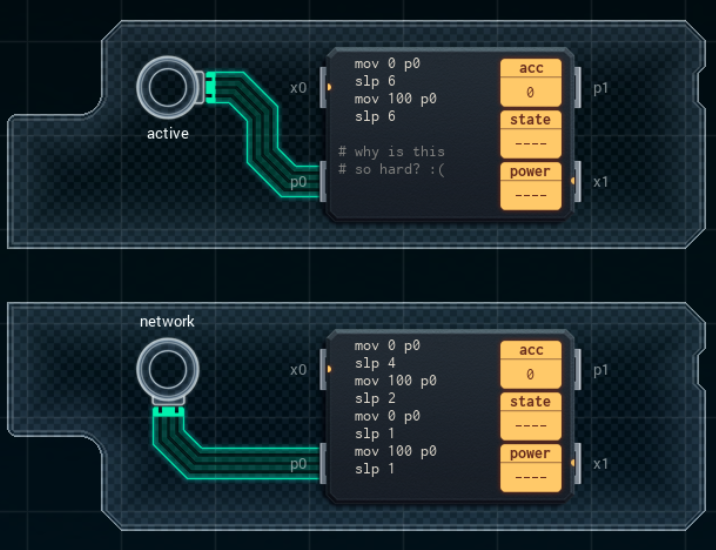 active
x0
mov 0 p0
slp 6
mov 100 p0
slp 6
# why is this
# so hard? :(
p0
acc
0
state
----
power
----
p1
x1
network
x0
mov 0 p0
slp 4
mov 100 p0
slp 2
mov 0 p0
slp 1
mov 100 p0
slp 1
p0
acc
0
state
----
power
----
p1
x1